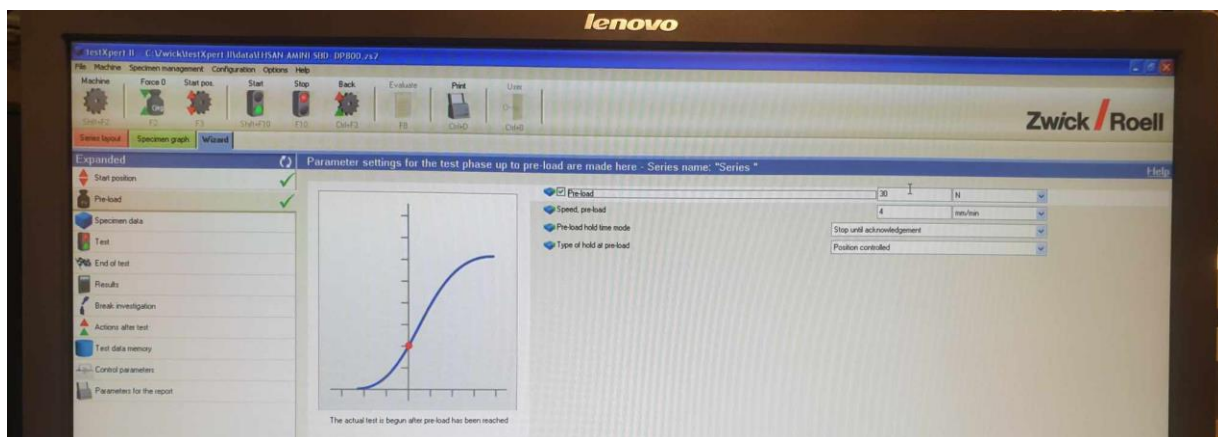 lenovo
testXpert II - C:\Zwick\testXpert II\data\EHSAN AMINI SBD- DP800.zs2
File Machine Specimen management Configuration Options Help
Machine Force 0 Start pos. Start Stop Back Evaluate Print User
Shift+F2 F2 F3 Shift+F10 F10 Ctrl+F3 F8 Ctrl+D Ctrl+B
Zwick / Roell
Series layout Specimen graph Wizard
Expanded
Parameter settings for the test phase up to pre-load are made here - Series name: "Series "
Help
Start position
Pre-load
Specimen data
Test
End of test
Results
Break investigation
Actions after test
Test data memory
Control parameters
Parameters for the report
Pre-load 30 N
Speed, pre-load 4 mm/min
Pre-load hold time mode Stop until acknowledgement
Type of hold at pre-load Position controlled
The actual test is begun after pre-load has been reached